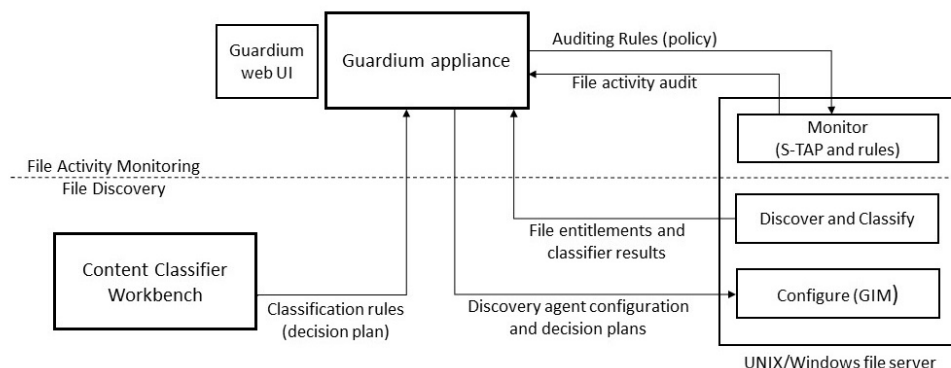 Guardium
web UI
Guardium appliance
Auditing Rules (policy)
File activity audit
Monitor
(S-TAP and rules)
File Activity Monitoring
File Discovery
Discover and Classify
File entitlements and
classifier results
Content Classifier
Workbench
Classification rules
(decision plan)
Discovery agent configuration
and decision plans
Configure (GIM)
UNIX/Windows file server